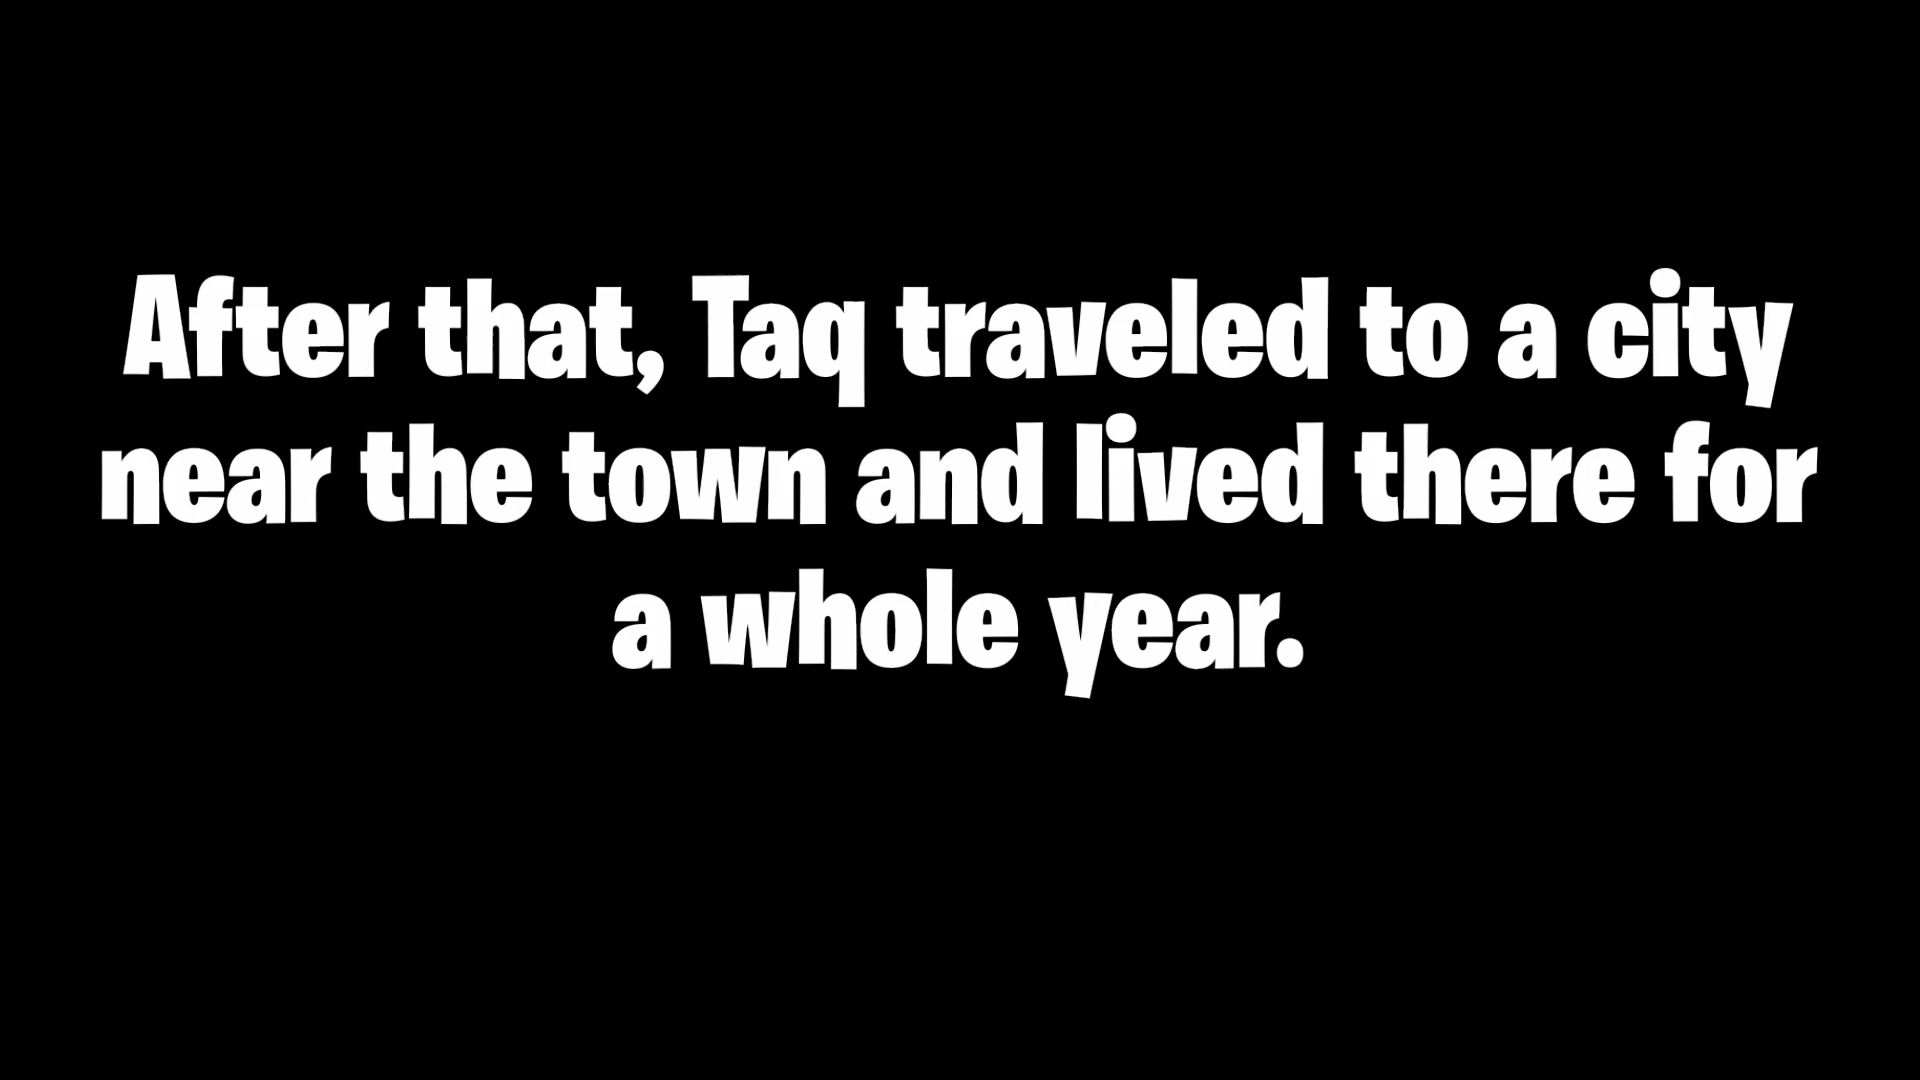 After that, Taq traveled to a city
near the town and lived there for
a whole year.